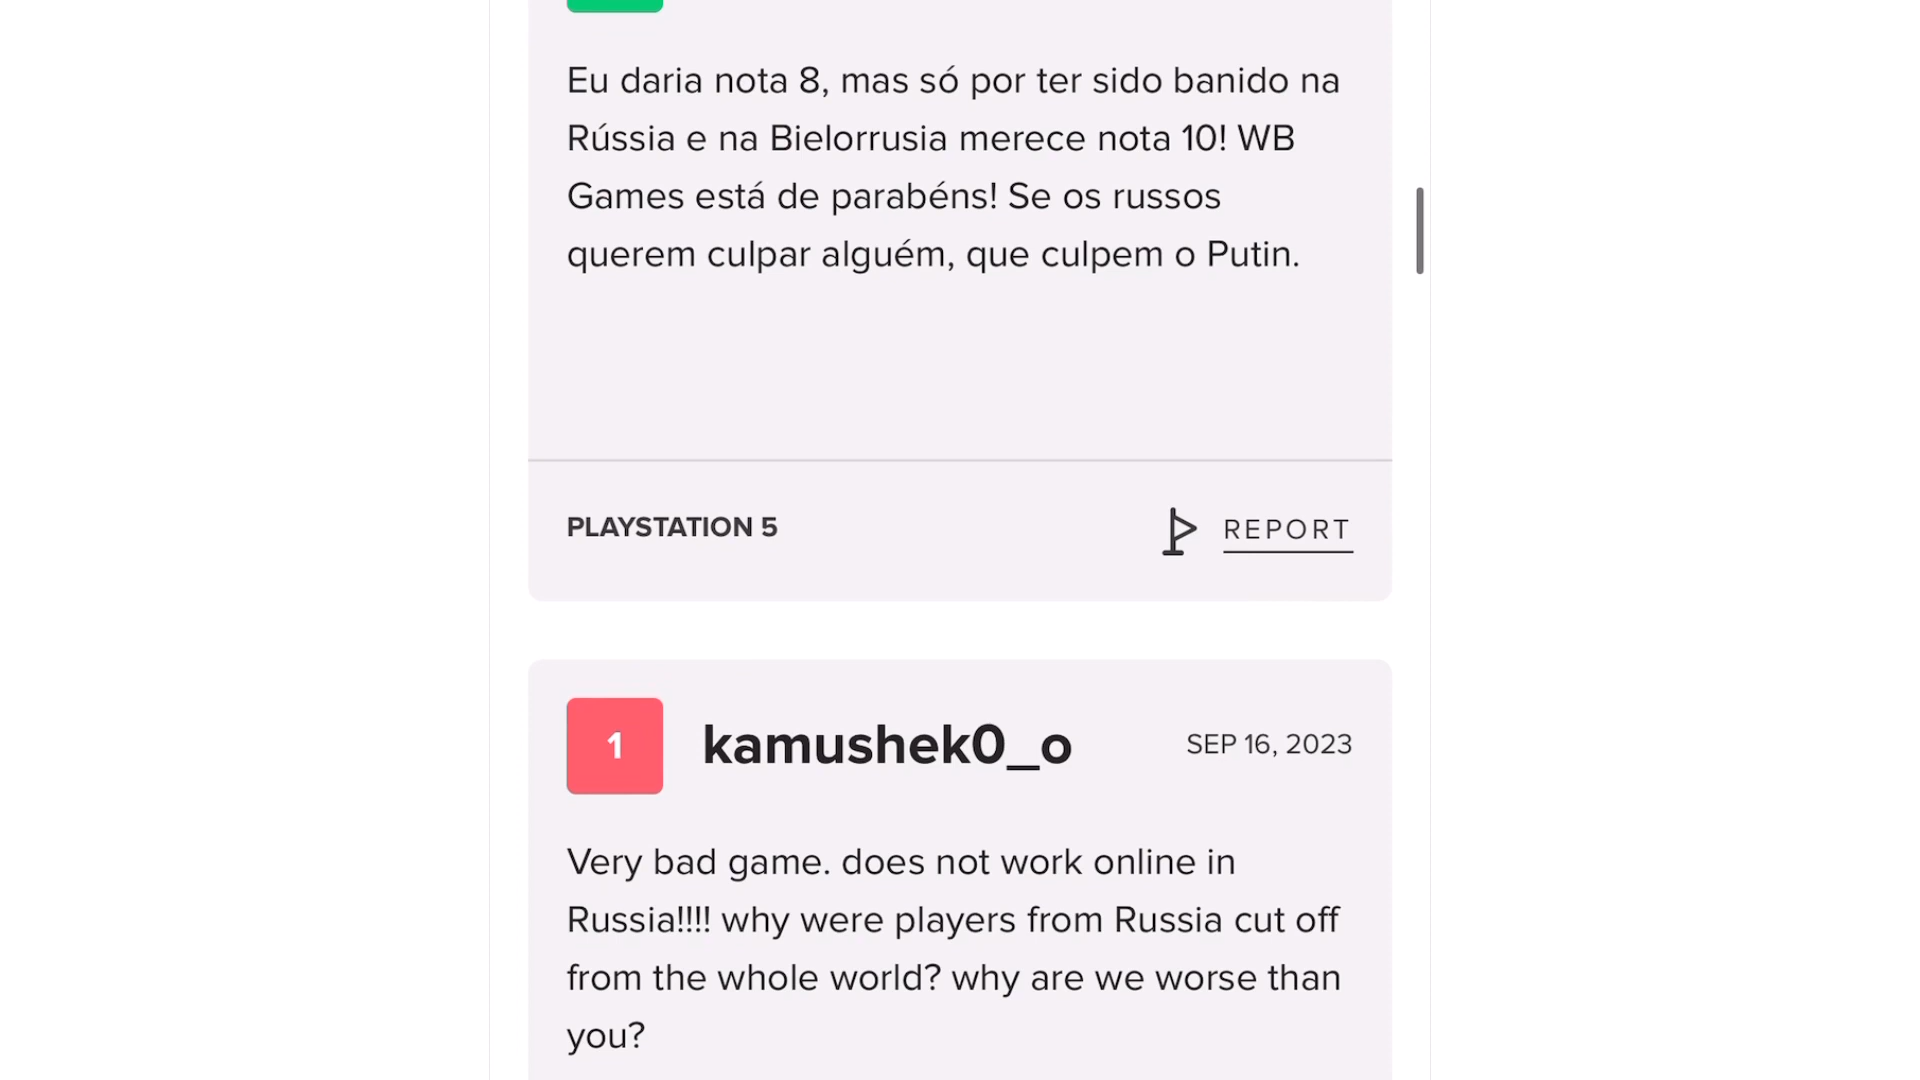 Eu daria nota 8, mas só por ter sido banido na
Rússia e na Bielorrusia merece nota 10! WB
Games está de parabéns! Se os russos
querem culpar alguém, que culpem o Putin.
PLAYSTATION 5
REPORT
1
kamushek0_o
SEP 16, 2023
Very bad game. does not work online in
Russia!!!! why were players from Russia cut off
from the whole world? why are we worse than
you?